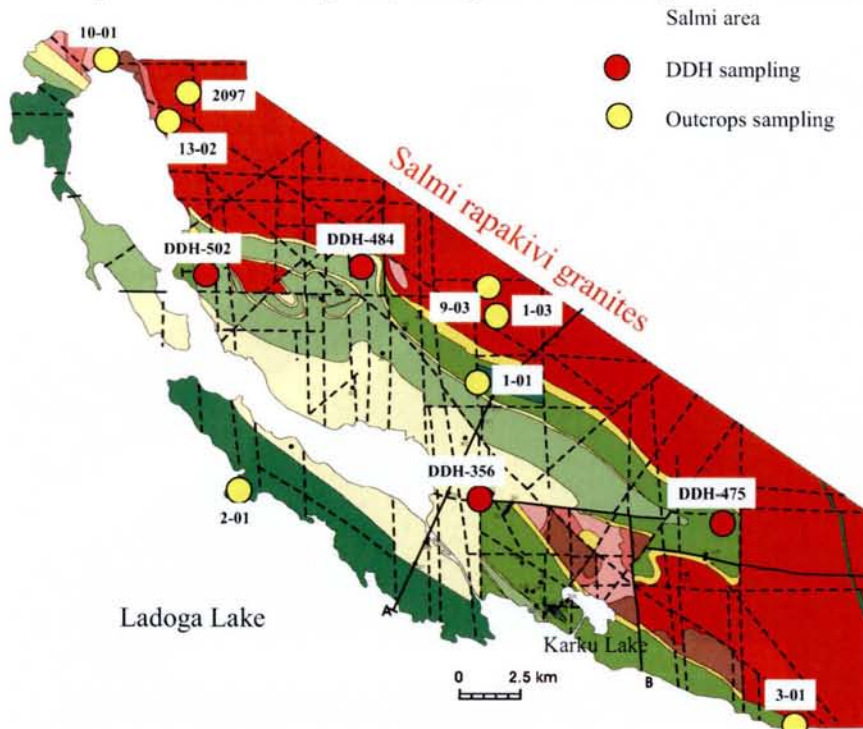 Salmi area
10-01
DDH sampling
2097
Outcrops sampling
13-02
Salmi rapakivi granites
DDH-502
DDH-484
9-03
1-03
1-01
DDH-356
DDH-475
2-01
A
Ladoga Lake
Karku Lake
0 2.5 km
B
3-01